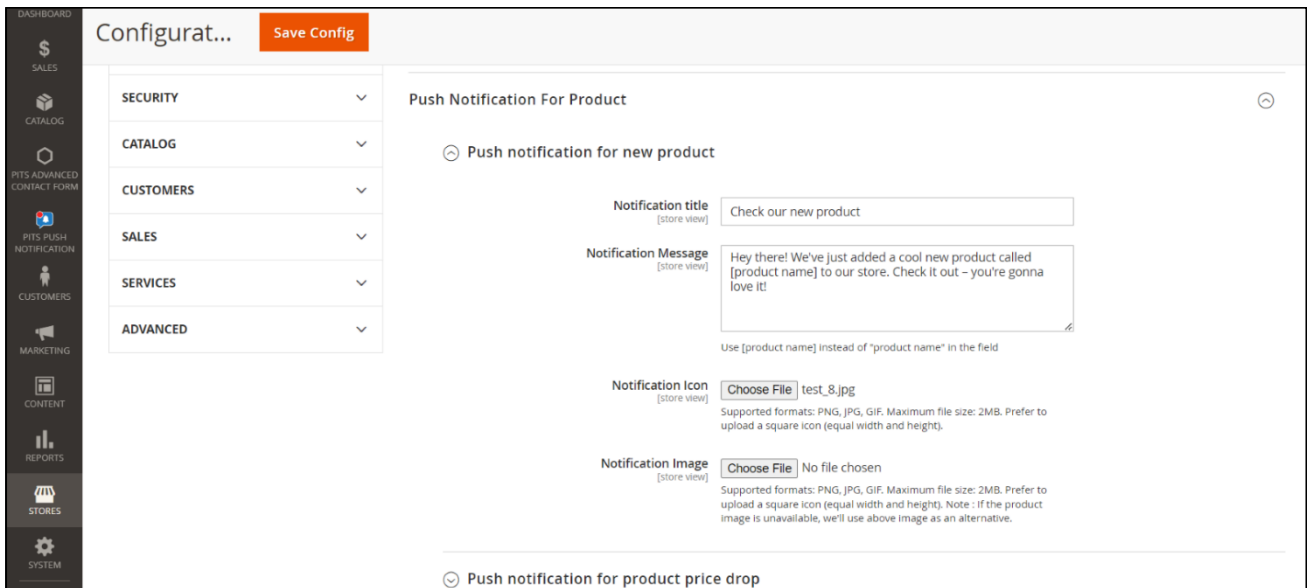 DASHBOARD
SALES
CATALOG
PITS ADVANCED
CONTACT FORM
PITS PUSH
NOTIFICATION
CUSTOMERS
MARKETING
CONTENT
REPORTS
STORES
SYSTEM
Configurat...
Save Config
SECURITY
CATALOG
CUSTOMERS
SALES
SERVICES
ADVANCED
Push Notification For Product
Push notification for new product
Notification title
[store view]
Check our new product
Notification Message
[store view]
Hey there! We've just added a cool new product called
[product name] to our store. Check it out – you're gonna
love it!
Use [product name] instead of "product name" in the field
Notification Icon
[store view]
Choose File test_8.jpg
Supported formats: PNG, JPG, GIF. Maximum file size: 2MB. Prefer to
upload a square icon (equal width and height).
Notification Image
[store view]
Choose File No file chosen
Supported formats: PNG, JPG, GIF. Maximum file size: 2MB. Prefer to
upload a square icon (equal width and height). Note : If the product
image is unavailable, we'll use above image as an alternative.
Push notification for product price drop